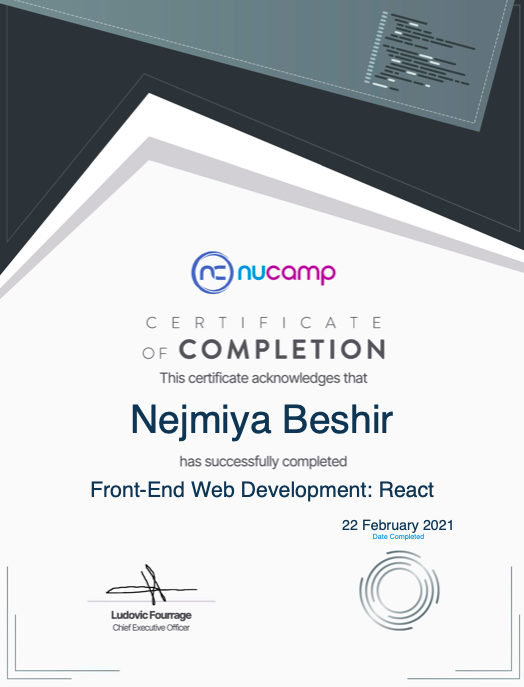 nc nucamp
CERTIFICATE
OF COMPLETION
This certificate acknowledges that
Nejmiya Beshir
has successfully completed
Front-End Web Development: React
22 February 2021
Date Completed
Ludovic Fourrage
Chief Executive Officer